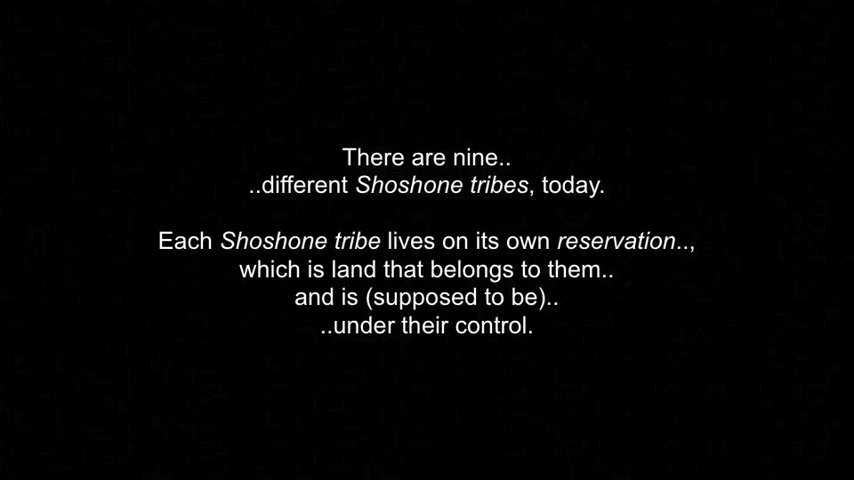 There are nine..
..different Shoshone tribes, today.
Each Shoshone tribe lives on its own reservation..,
which is land that belongs to them..
and is (supposed to be)..
..under their control.